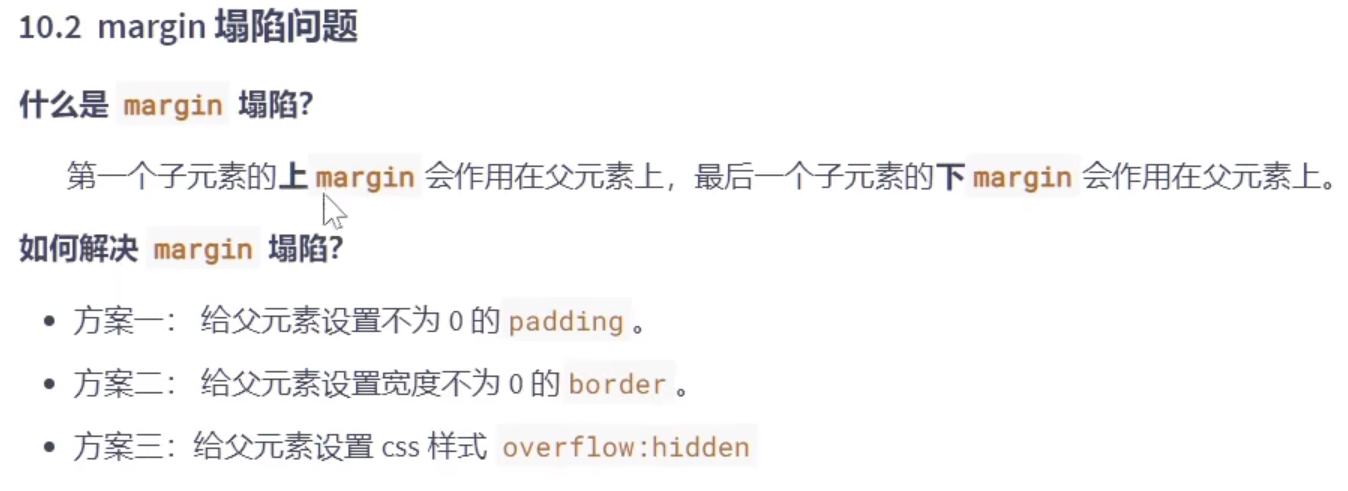 10.2 margin 塌陷问题
什么是 margin 塌陷？
第一个子元素的上 margin 会作用在父元素上，最后一个子元素的下 margin 会作用在父元素上。
如何解决 margin 塌陷？
• 方案一： 给父元素设置不为 0 的 padding 。
• 方案二： 给父元素设置宽度不为 0 的 border 。
• 方案三：给父元素设置 css 样式 overflow:hidden